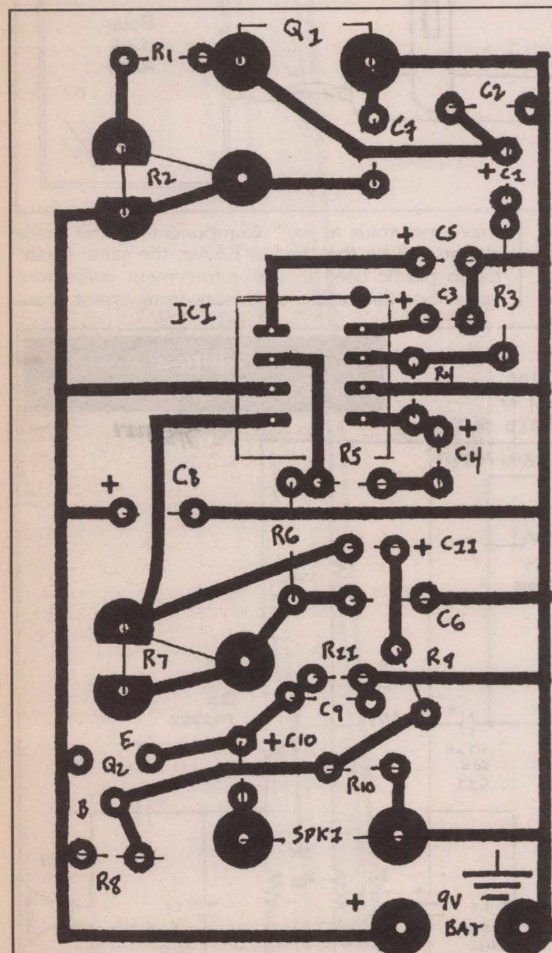 Q1
R1
C2
C7
R2
+C1
+ C5
R3
IC1
+ C3
R4
+
R5
C4
+ C8
R6
+ C11
C6
R7
R11
R9
C9
E
+C10
Q2
R10
B
SPK1
R8
+ 9V
BAT